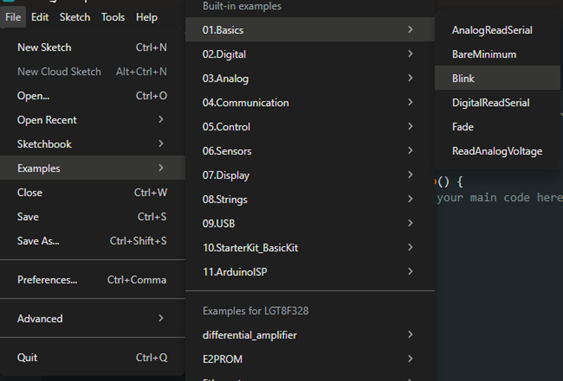 File Edit Sketch Tools Help
New Sketch Ctrl+N
New Cloud Sketch Alt+Ctrl+N
Open... Ctrl+O
Open Recent
Sketchbook
Examples
Close Ctrl+W
Save Ctrl+S
Save As... Ctrl+Shift+S
Preferences... Ctrl+Comma
Advanced
Quit Ctrl+Q
Built-in examples
01.Basics
02.Digital
03.Analog
04.Communication
05.Control
06.Sensors
07.Display
08.Strings
09.USB
10.StarterKit_BasicKit
11.ArduinoISP
Examples for LGT8F328
differential_amplifier
E2PROM
AnalogReadSerial
BareMinimum
Blink
DigitalReadSerial
Fade
ReadAnalogVoltage
() {
your main code here